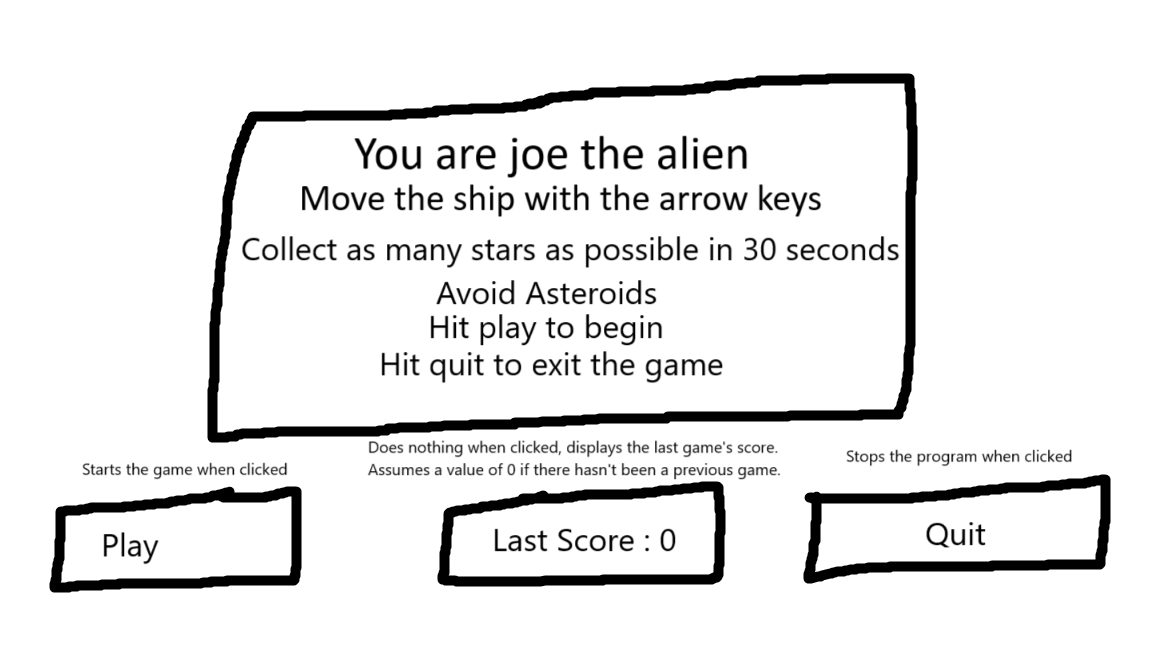 You are joe the alien
Move the ship with the arrow keys
Collect as many stars as possible in 30 seconds
Avoid Asteroids
Hit play to begin
Hit quit to exit the game
Does nothing when clicked, displays the last game's score.
Assumes a value of 0 if there hasn't been a previous game.
Starts the game when clicked
Stops the program when clicked
Play
Last Score : 0
Quit